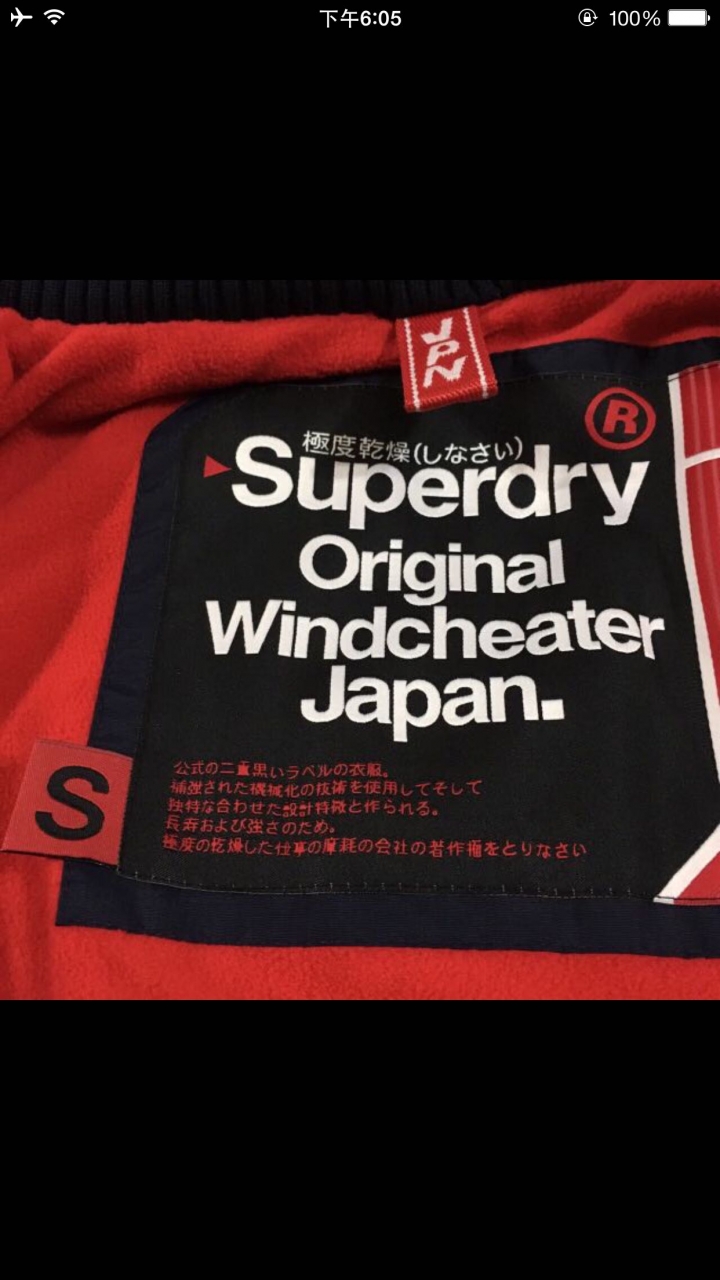 下午6:05
100%
JPN
®
極度乾燥(しなさい)
Superdry
Original
Windcheater
Japan.
公式の二重黒いラベルの衣服。
補強された機械化の技術を使用してそして
独特な合わせた設計特徴と作られる。
長寿および強さのため。
極度の乾燥した仕事の摩耗の会社の著作権をとりなさい
S